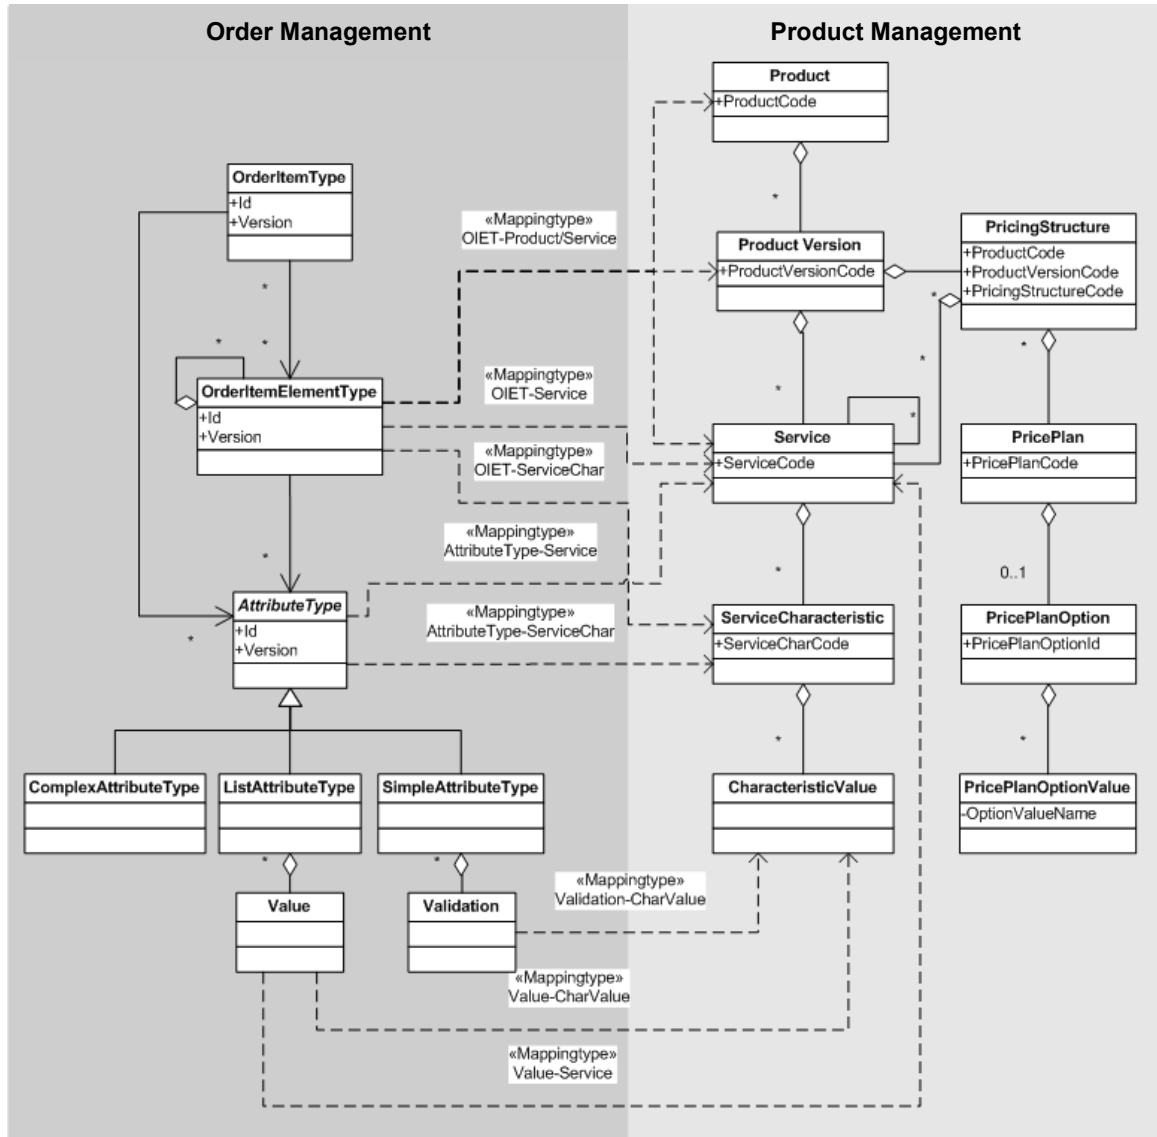 Order Management
Product Management
Product
+ProductCode
OrderItemType
+Id
+Version
«Mappingtype»
OIET-Product/Service
*
Product Version
+ProductVersionCode
PricingStructure
+ProductCode
+ProductVersionCode
+PricingStructureCode
*
*
*
*
*
*
OrderItemElementType
+Id
+Version
«Mappingtype»
OIET-Service
*
*
Service
+ServiceCode
PricePlan
+PricePlanCode
«Mappingtype»
OIET-ServiceChar
«Mappingtype»
AttributeType-Service
*
*
0..1
AttributeType
+Id
+Version
*
«Mappingtype»
AttributeType-ServiceChar
ServiceCharacteristic
+ServiceCharCode
PricePlanOption
+PricePlanOptionId
*
*
ComplexAttributeType
ListAttributeType
SimpleAttributeType
CharacteristicValue
PricePlanOptionValue
-OptionValueName
*
*
Value
Validation
«Mappingtype»
Validation-CharValue
«Mappingtype»
Value-CharValue
«Mappingtype»
Value-Service